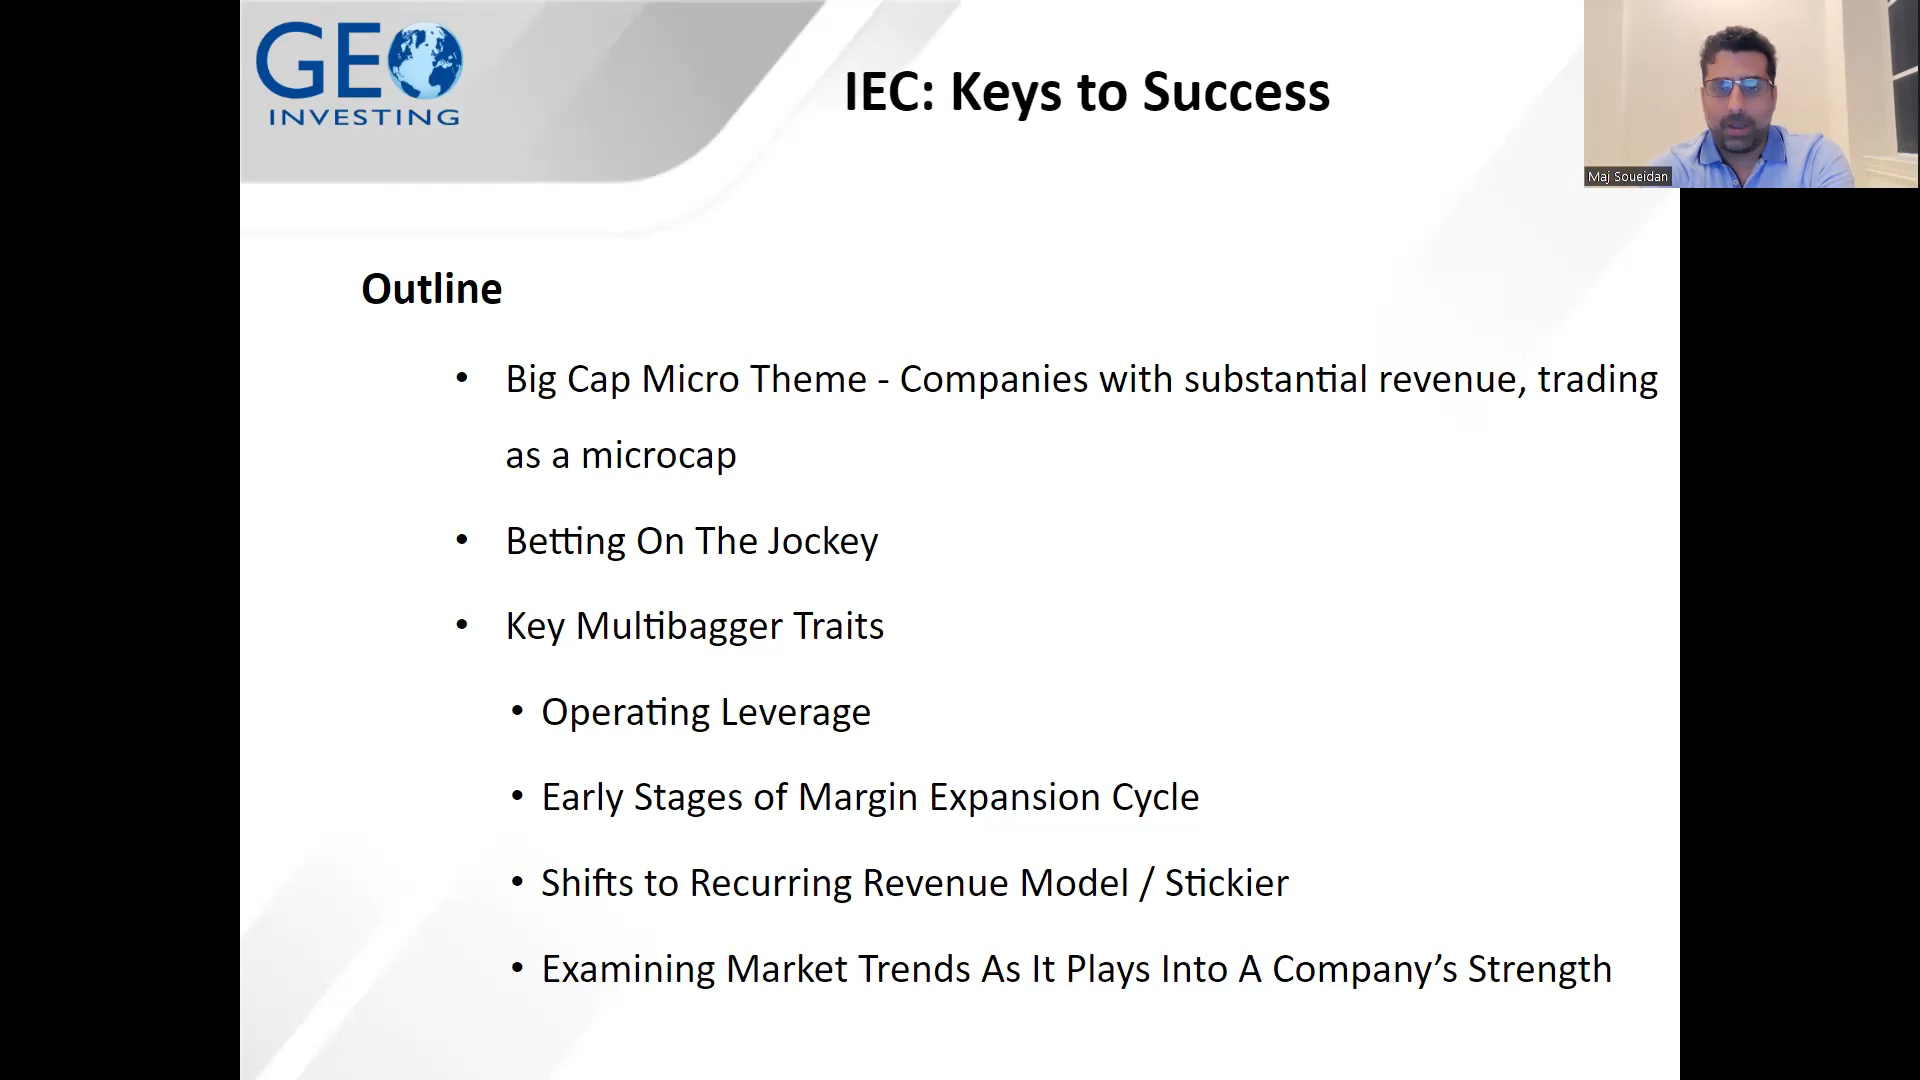 GEO
INVESTING
IEC: Keys to Success
Maj Soueidan
Outline
• Big Cap Micro Theme - Companies with substantial revenue, trading
as a microcap
• Betting On The Jockey
• Key Multibagger Traits
• Operating Leverage
• Early Stages of Margin Expansion Cycle
• Shifts to Recurring Revenue Model / Stickier
• Examining Market Trends As It Plays Into A Company’s Strength